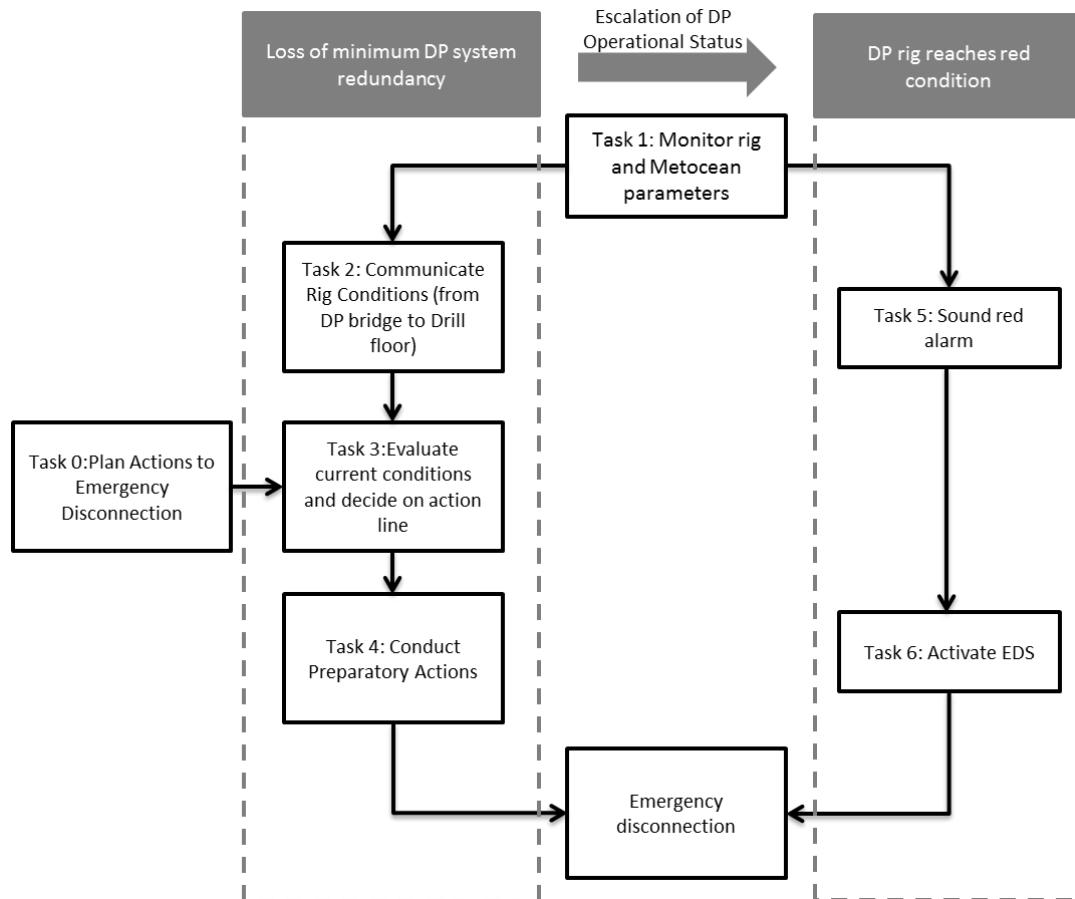 Escalation of DP
Operational Status
Loss of minimum DP system
redundancy
DP rig reaches red
condition
Task 1: Monitor rig
and Metocean
parameters
Task 2: Communicate
Rig Conditions (from
DP bridge to Drill
floor)
Task 5: Sound red
alarm
Task 0:Plan Actions to
Emergency
Disconnection
Task 3:Evaluate
current conditions
and decide on action
line
Task 4: Conduct
Preparatory Actions
Task 6: Activate EDS
Emergency
disconnection